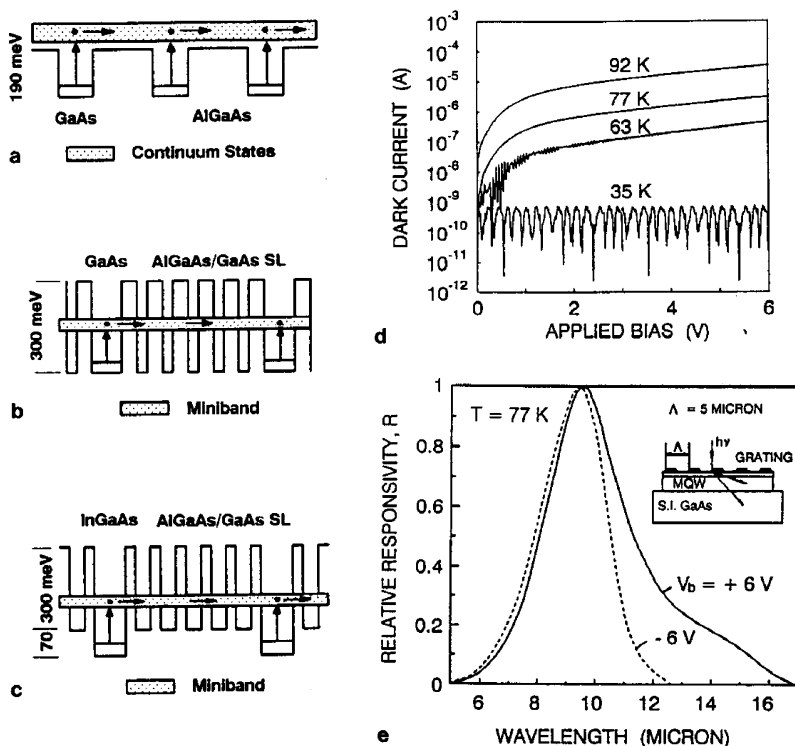 190 meV
GaAs
AlGaAs
a
Continuum States
GaAs
AlGaAs/GaAs SL
300 meV
b
Miniband
InGaAs
AlGaAs/GaAs SL
70 300 meV
c
Miniband
DARK CURRENT (A)
10-3
10-4
10-5
10-6
10-7
10-8
10-9
10-10
10-11
10-12
92 K
77 K
63 K
35 K
0 2 4 6
d
APPLIED BIAS (V)
RELATIVE RESPONSIVITY, R
1
0.8
0.6
0.4
0.2
0
T = 77 K
Λ = 5 MICRON
Λ
hν
GRATING
MQW
S.I. GaAs
Vb = + 6 V
- 6 V
6 8 10 12 14 16
e
WAVELENGTH (MICRON)